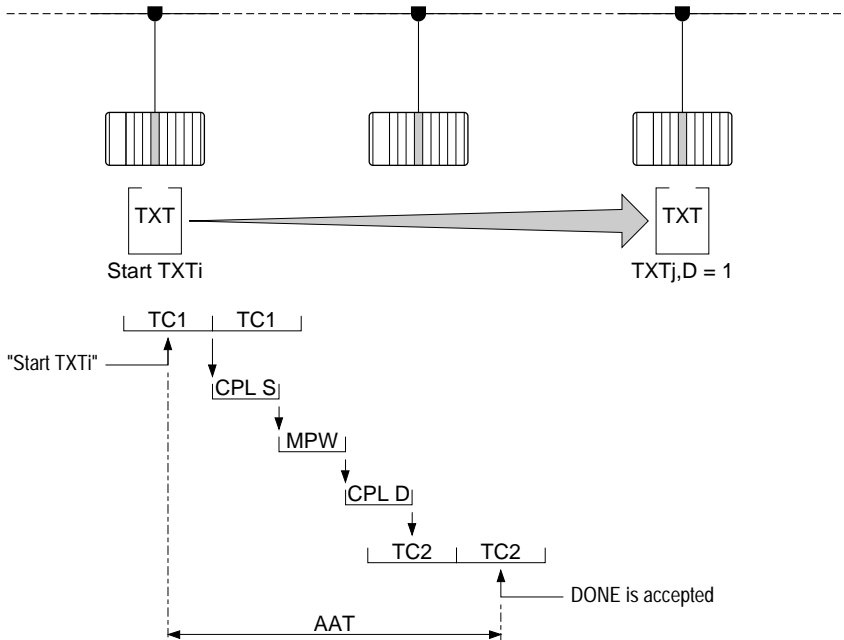 TXT TXT
Start TXTi TXTj,D = 1
TC1 TC1
"Start TXTi"
CPL S
MPW
CPL D
TC2 TC2
DONE is accepted
AAT